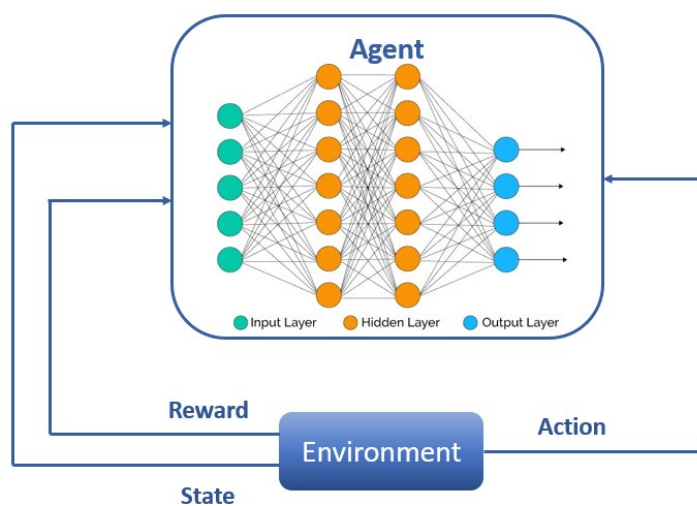 Agent
Input Layer Hidden Layer Output Layer
Reward
Environment
Action
State